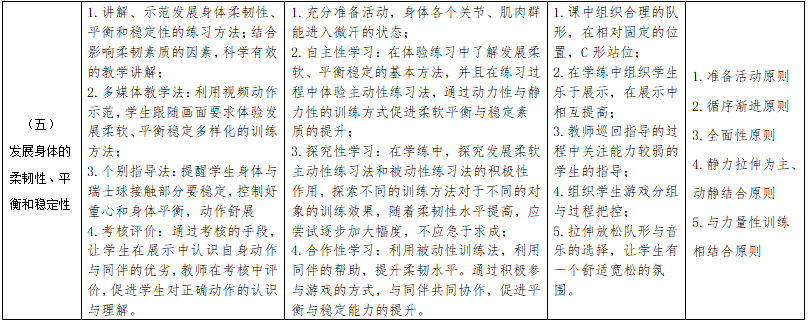 （五）
发展身体的
柔韧性、平
衡和稳定性
1.讲解、示范发展身体柔韧性、
平衡和稳定性的练习方法；结合
影响柔韧素质的因素，科学有
效的教学讲解；
2.多媒体教学法：利用视频动作
示范，学生跟随画面要求体验发
展柔软、平衡稳定多样化的训练
方法；
3.个别指导法：提醒学生身体与
瑞士球接触部分要稳定，控制好
重心和身体平衡，动作舒展
4.考核评价：通过考核的手段，
让学生在展示中认识自身动作
与同伴的优劣，教师在考核中评
价，促进学生对正确动作的认识
与理解。
1.充分准备活动，身体各个关节、肌肉群
能进入微汗的状态；
2.自主性学习：在体验练习中了解发展柔
软、平衡稳定的基本方法，并且在练习过
程中体验主动性练习法，通过动力性与静
力性的训练方式促进柔软平衡与稳定素
质的提升；
3.探究性学习：在学练中，探究发展柔软
主动性练习法和被动性练习法的积极性
作用，探索不同的训练方法对于不同的对
象的训练效果，随着柔韧性水平提高，应
尝试逐步加大幅度，不应急于求成；
4.合作性学习：利用被动性训练法，利用
同伴的帮助，提升柔韧水平。通过积极参
与游戏的方式，与同伴共同协作，促进平
衡与稳定能力的提升。
1.课中组织合理的队
形，在相对固定的位
置，C 形站位；
2.在学练中组织学生
乐于展示，在展示中
相互提高；
3.教师巡回指导的过
程中关注能力较弱的
学生的指导；
4.组织学生游戏分组
与过程把控；
5.拉伸放松队形与音
乐的选择，让学生有
一个舒适宽松的氛
围。
1.准备活动原则
2.循序渐进原则
3.全面性原则
4.静力拉伸为主、
动静结合原则
5.与力量性训练
相结合原则